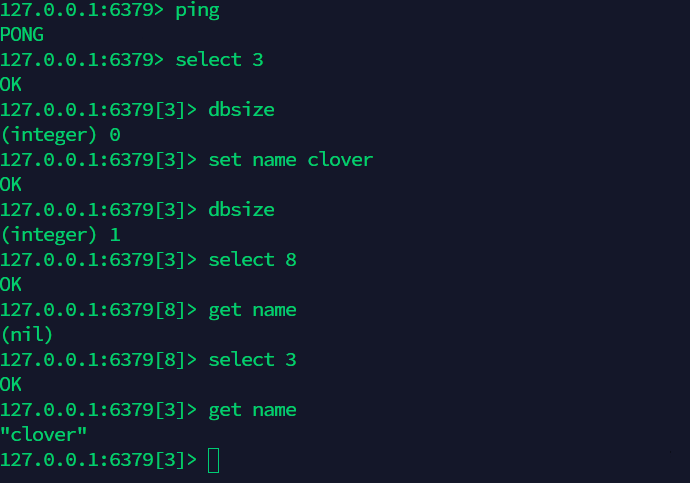 127.0.0.1:6379> ping
PONG
127.0.0.1:6379> select 3
OK
127.0.0.1:6379[3]> dbsize
(integer) 0
127.0.0.1:6379[3]> set name clover
OK
127.0.0.1:6379[3]> dbsize
(integer) 1
127.0.0.1:6379[3]> select 8
OK
127.0.0.1:6379[8]> get name
(nil)
127.0.0.1:6379[8]> select 3
OK
127.0.0.1:6379[3]> get name
"clover"
127.0.0.1:6379[3]>